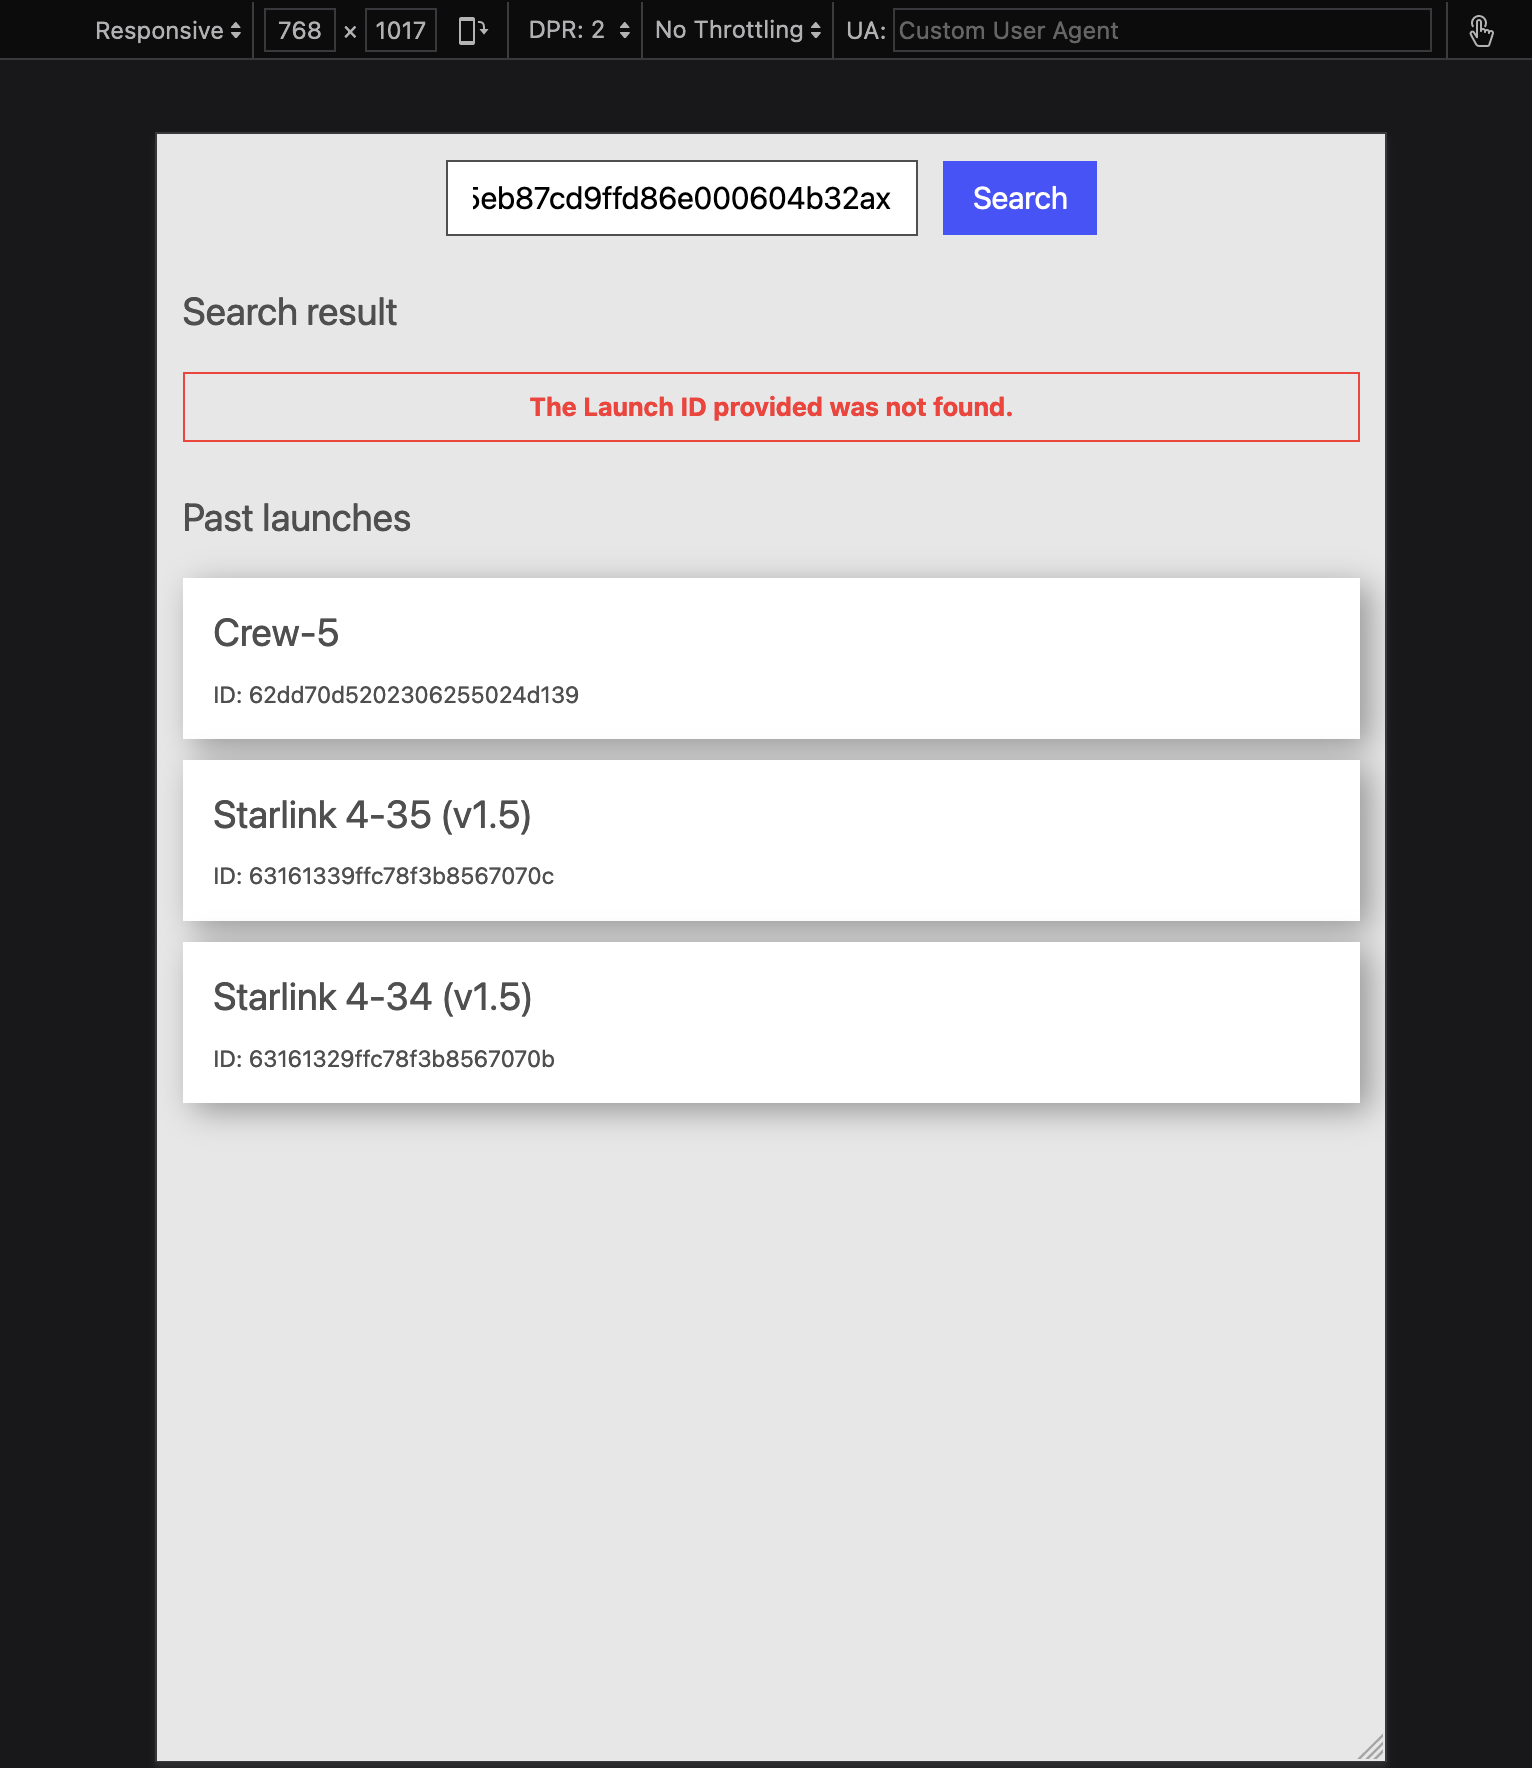 Responsive 768 × 1017 DPR: 2 No Throttling UA: Custom User Agent
5eb87cd9ffd86e000604b32ax Search
Search result
The Launch ID provided was not found.
Past launches
Crew-5
ID: 62dd70d5202306255024d139
Starlink 4-35 (v1.5)
ID: 63161339ffc78f3b8567070c
Starlink 4-34 (v1.5)
ID: 63161329ffc78f3b8567070b